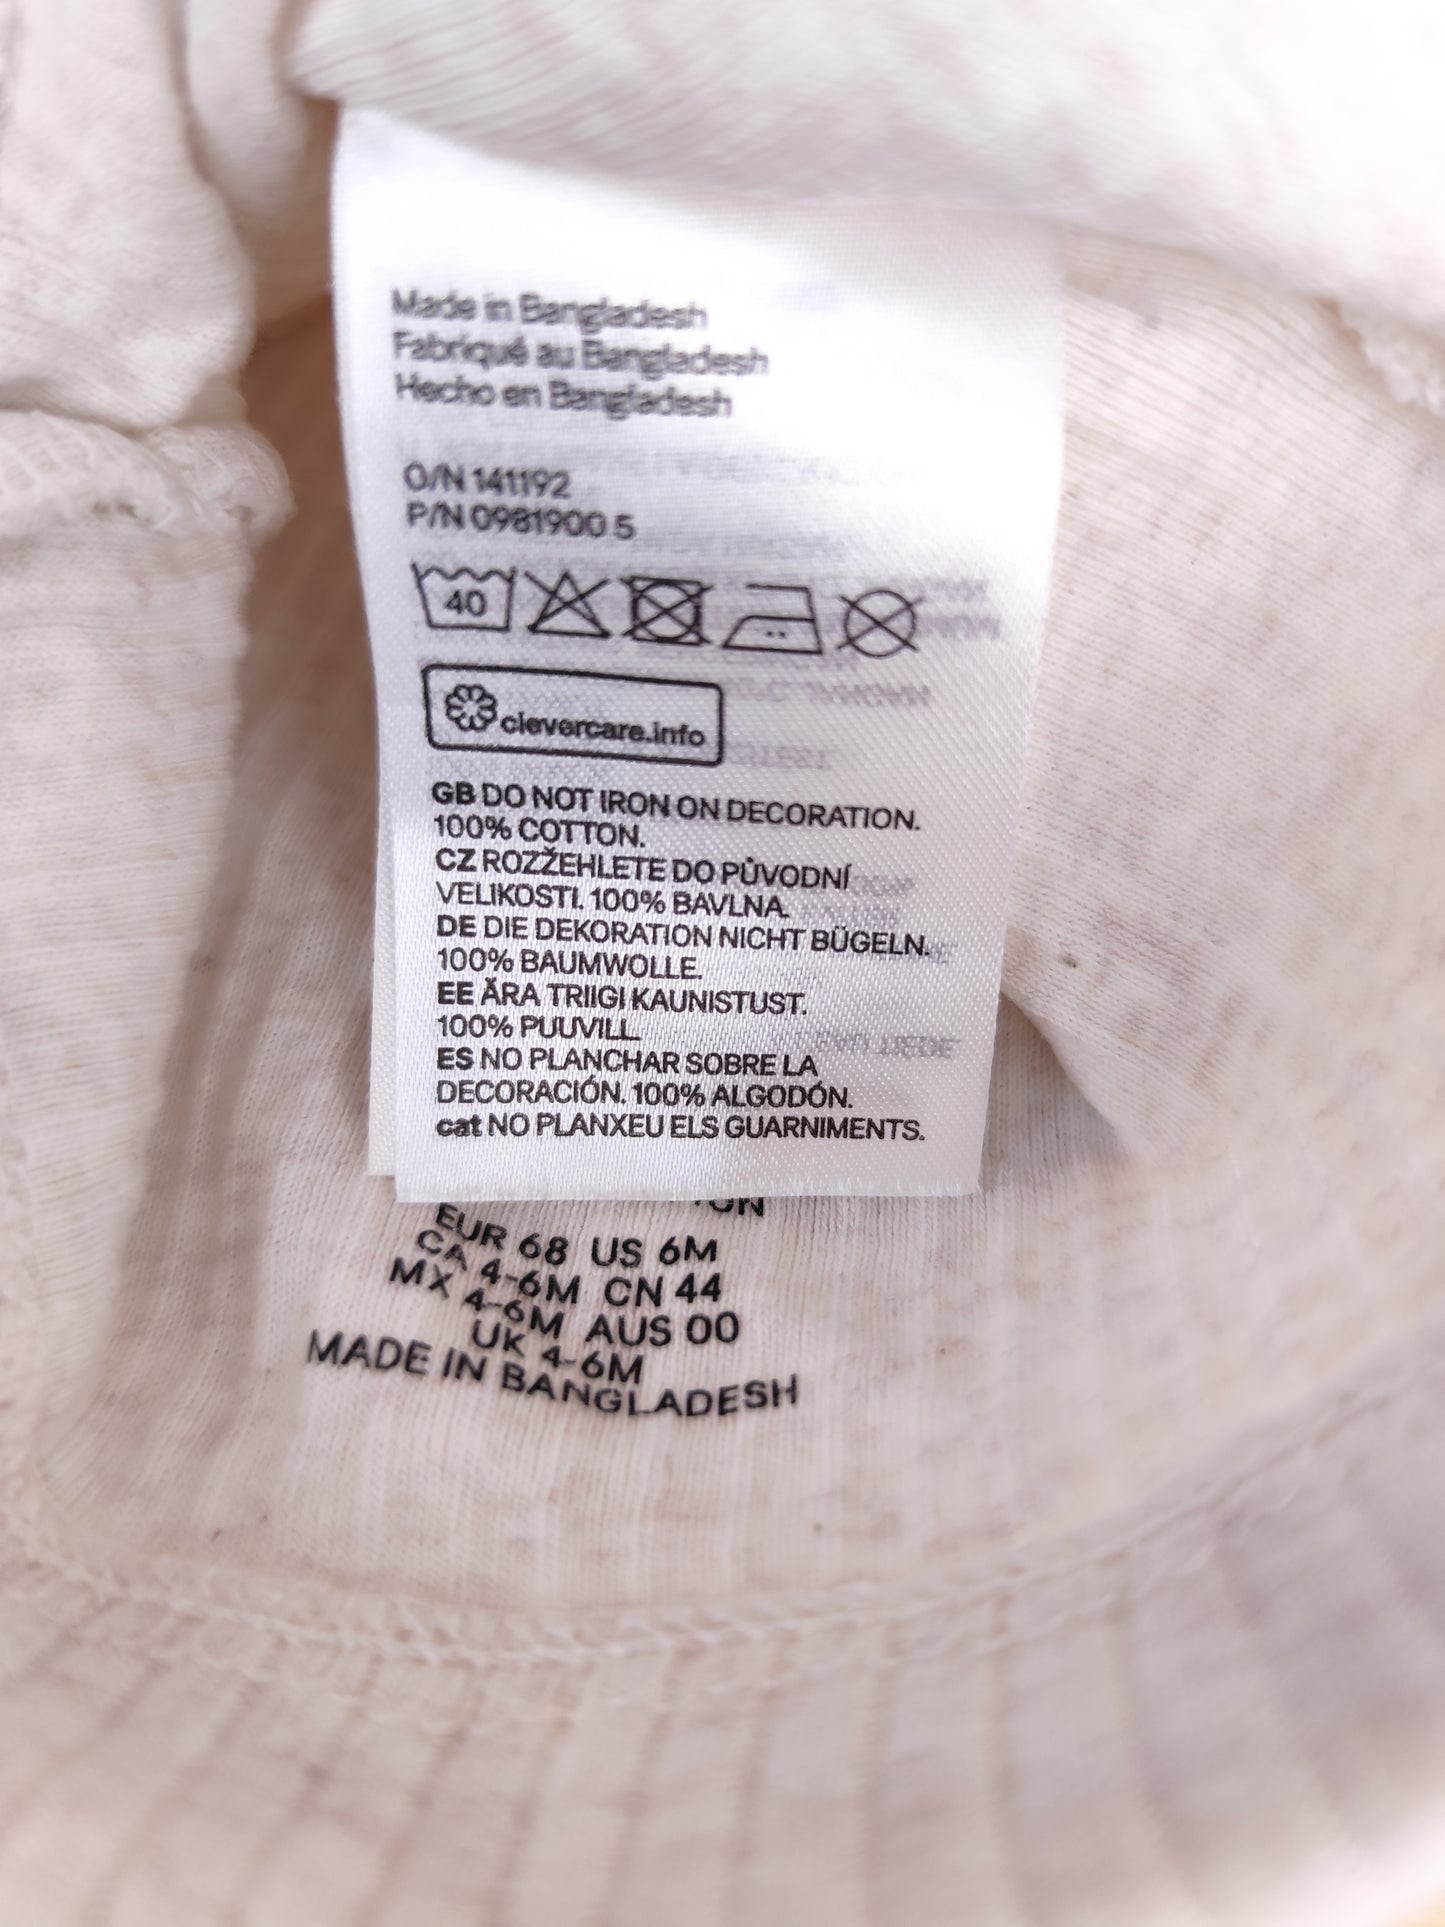 Made in Bangladesh
Fabriqué au Bangladesh
Hecho en Bangladesh
O/N 141192
P/N 0981900 5
40
clevercare.info
GB DO NOT IRON ON DECORATION.
100% COTTON.
CZ ROZŽEHLETE DO PŮVODNÍ
VELIKOSTI. 100% BAVLNA.
DE DIE DEKORATION NICHT BÜGELN.
100% BAUMWOLLE.
EE ÄRA TRIIGI KAUNISTUST.
100% PUUVILL.
ES NO PLANCHAR SOBRE LA
DECORACIÓN. 100% ALGODÓN.
cat NO PLANXEU ELS GUARNIMENTS.
EUR 68 US 6M
CA 4-6M CN 44
MX 4-6M AUS 00
UK 4-6M
MADE IN BANGLADESH